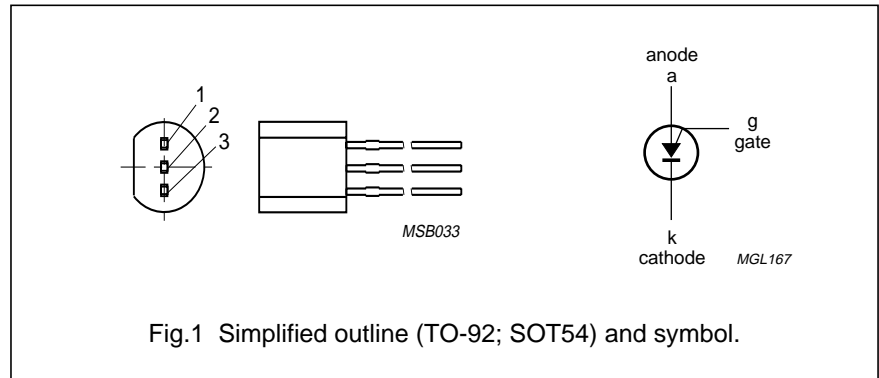 1
2
3
MSB033
anode
a
g
gate
k
cathode
MGL167
Fig.1 Simplified outline (TO-92; SOT54) and symbol.